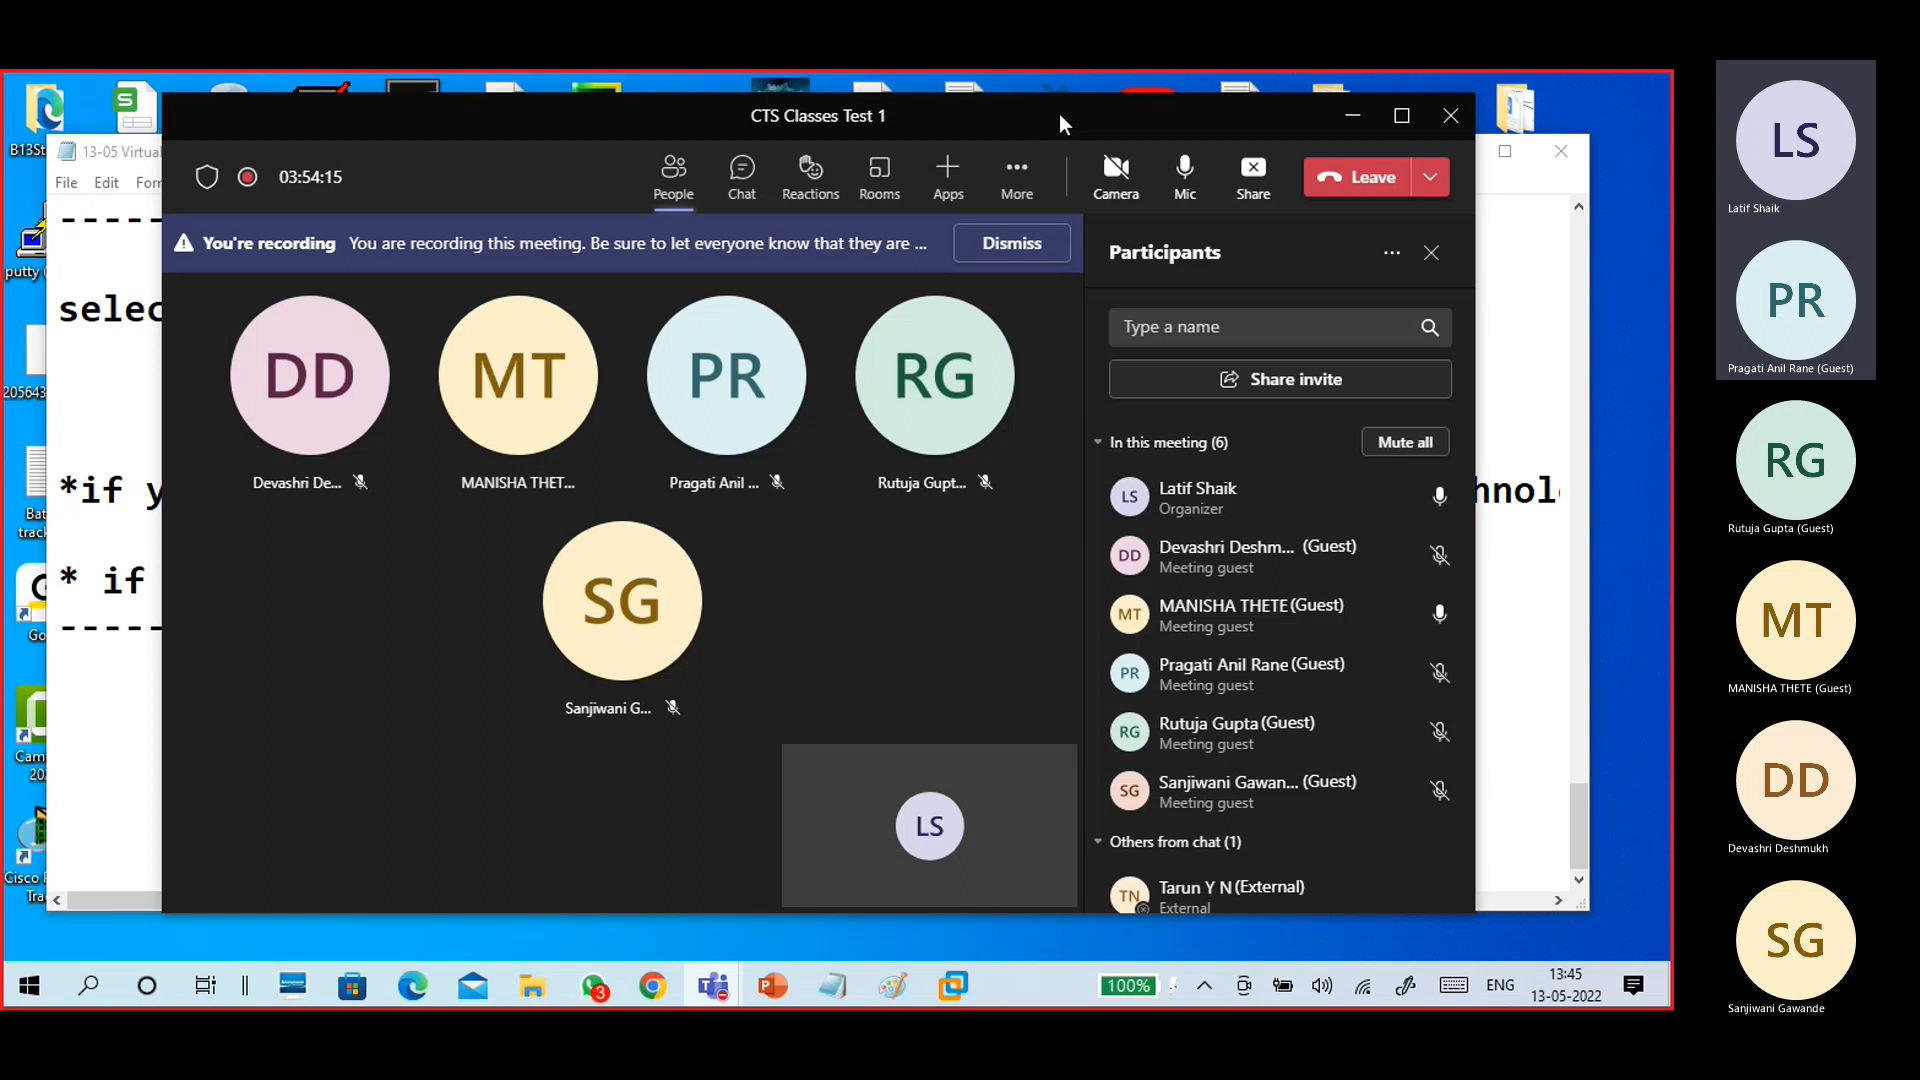 B13St
13-05 Virtua
File Edit Forr
selec
*if y
hnol
* if
putty (
205643
Bat
track
Go
Cam
20
Cisco P
Tra
CTS Classes Test 1
03:54:15
People
Chat
Reactions
Rooms
Apps
More
Camera
Mic
Share
Leave
You're recording You are recording this meeting. Be sure to let everyone know that they are ...
Dismiss
DD
MT
PR
RG
Devashri De...
MANISHA THET...
Pragati Anil ...
Rutuja Gupt...
SG
Sanjiwani G...
LS
Participants
Type a name
Share invite
In this meeting (6)
Mute all
LS
Latif Shaik
Organizer
DD
Devashri Deshm... (Guest)
Meeting guest
MT
MANISHA THETE (Guest)
Meeting guest
PR
Pragati Anil Rane (Guest)
Meeting guest
RG
Rutuja Gupta (Guest)
Meeting guest
SG
Sanjiwani Gawan... (Guest)
Meeting guest
Others from chat (1)
TN
Tarun Y N (External)
External
3
100%
ENG
13:45
13-05-2022
LS
Latif Shaik
PR
Pragati Anil Rane (Guest)
RG
Rutuja Gupta (Guest)
MT
MANISHA THETE (Guest)
DD
Devashri Deshmukh
SG
Sanjiwani Gawande